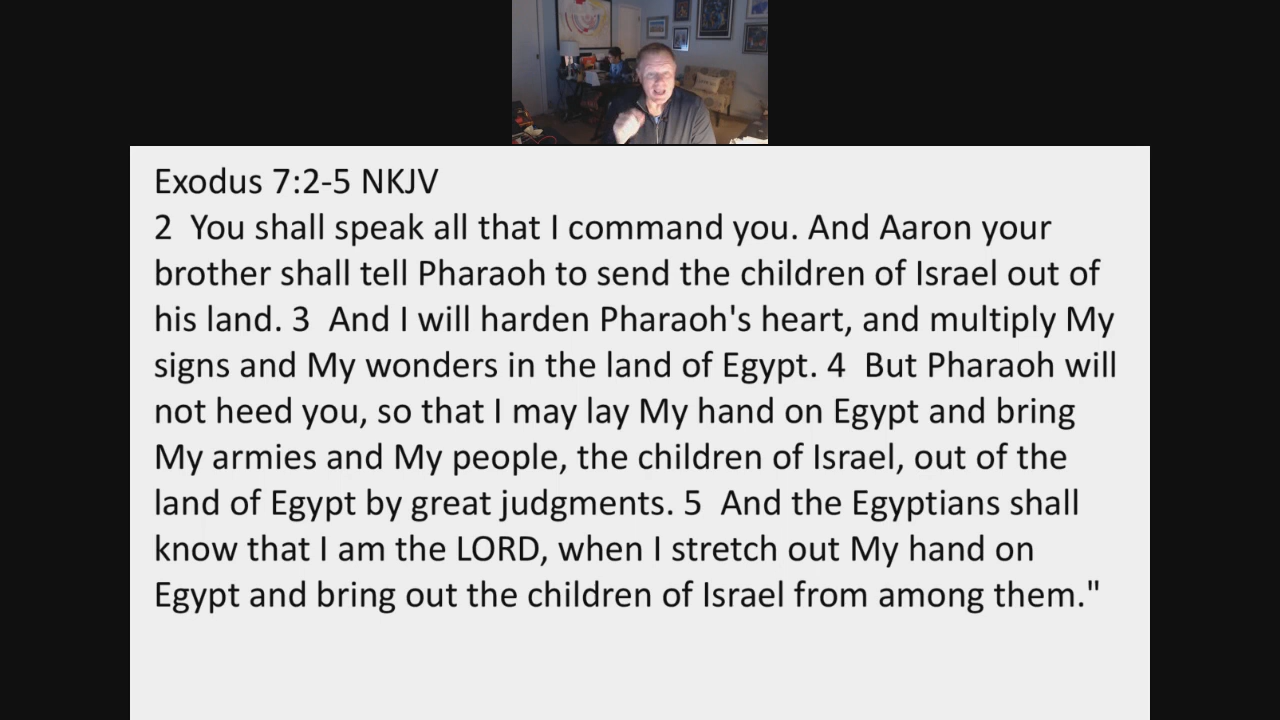 Exodus 7:2-5 NKJV
2  You shall speak all that I command you. And Aaron your
brother shall tell Pharaoh to send the children of Israel out of
his land. 3  And I will harden Pharaoh's heart, and multiply My
signs and My wonders in the land of Egypt. 4  But Pharaoh will
not heed you, so that I may lay My hand on Egypt and bring
My armies and My people, the children of Israel, out of the
land of Egypt by great judgments. 5  And the Egyptians shall
know that I am the LORD, when I stretch out My hand on
Egypt and bring out the children of Israel from among them."